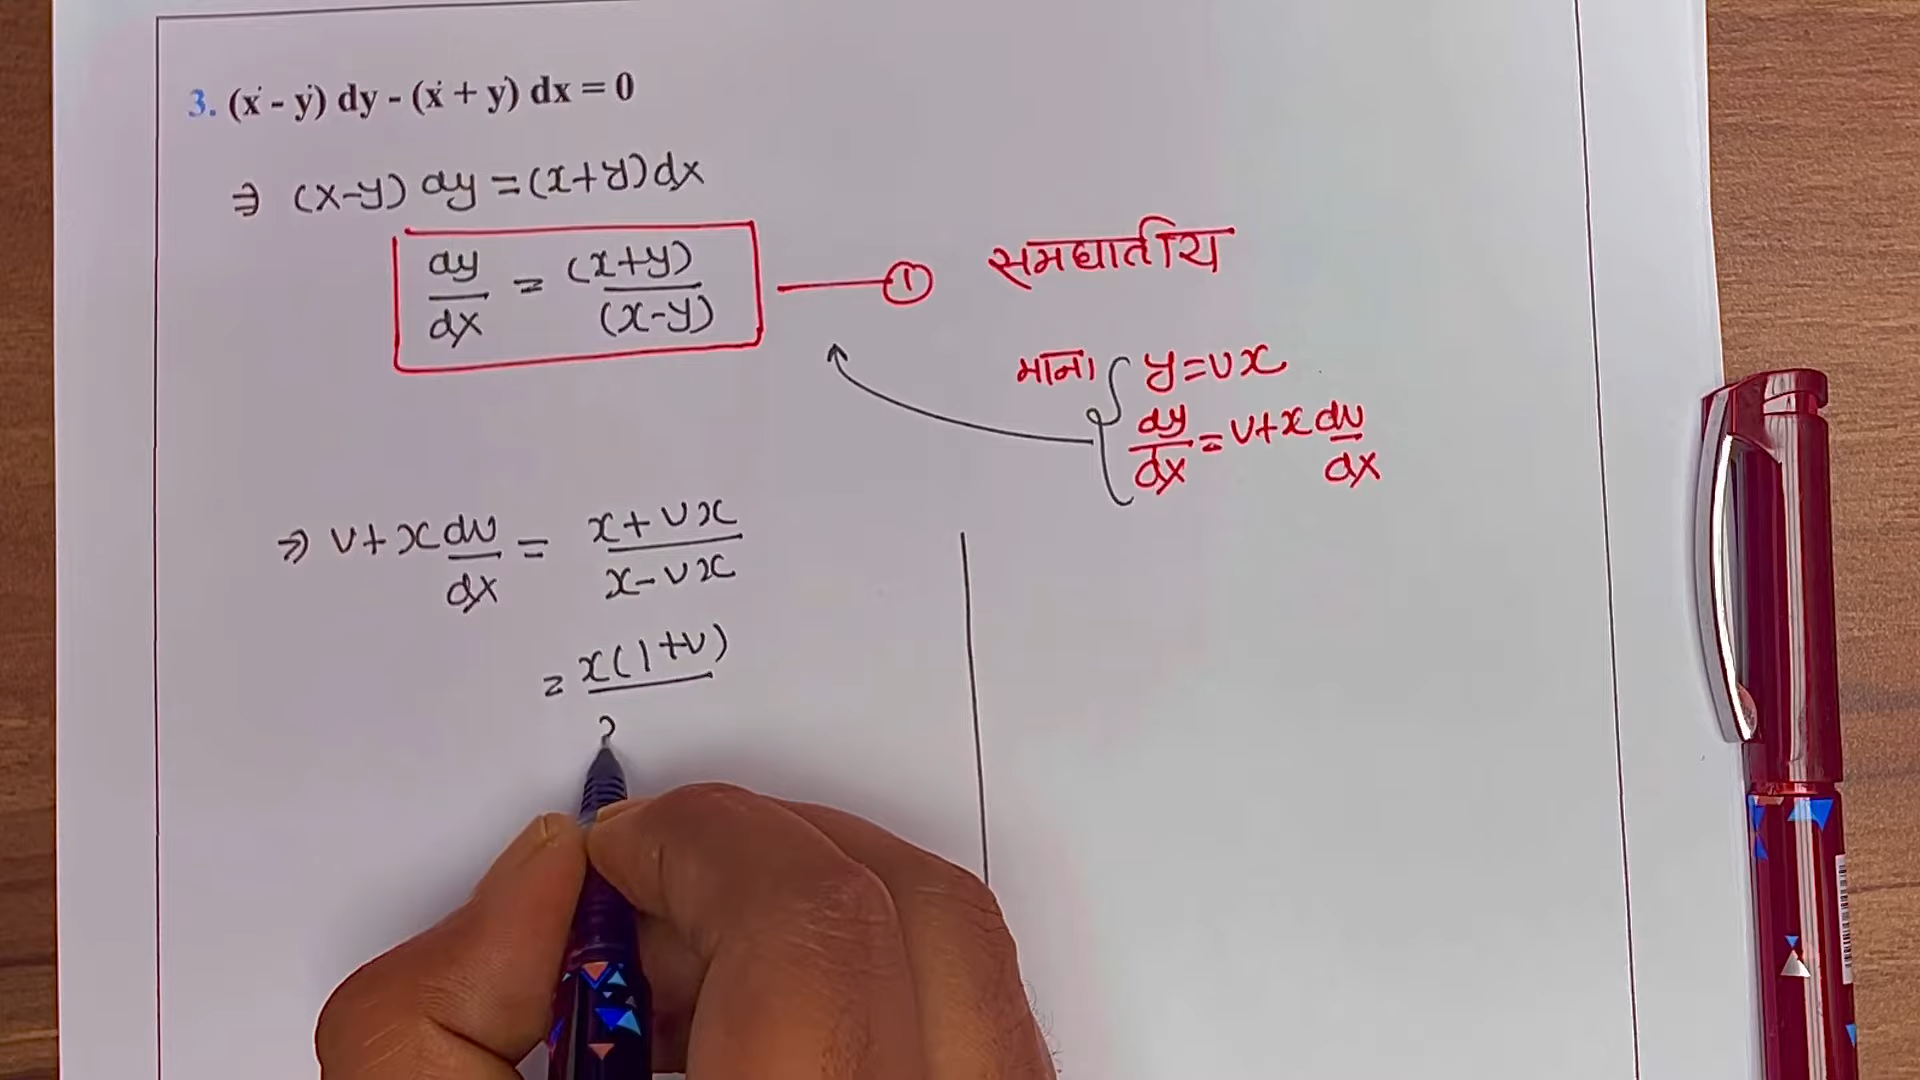 3. (x - y) dy - (x + y) dx = 0
⇒ (x-y) dy = (x+y)dx
dy/dx = (x+y)/(x-y) —— ① समघातीय
माना { y=vx
dy/dx = v+x dv/dx
⇒ v+x dv/dx = x+vx/x-vx
= x(1+v)